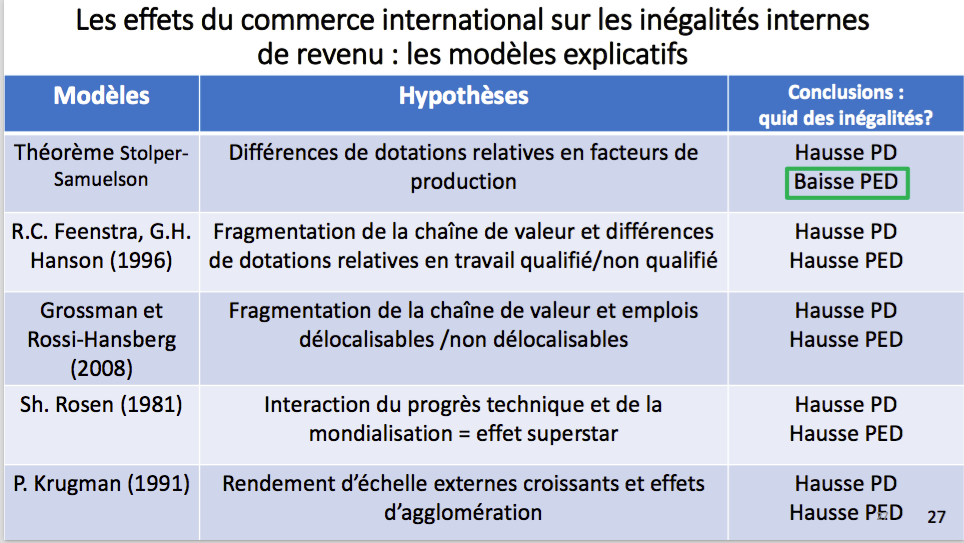 Les effets du commerce international sur les inégalités internes
de revenu : les modèles explicatifs
Modèles
Hypothèses
Conclusions :
quid des inégalités?
Théorème Stolper-
Samuelson
Différences de dotations relatives en facteurs de
production
Hausse PD
Baisse PED
R.C. Feenstra, G.H.
Hanson (1996)
Fragmentation de la chaîne de valeur et différences
de dotations relatives en travail qualifié/non qualifié
Hausse PD
Hausse PED
Grossman et
Rossi-Hansberg
(2008)
Fragmentation de la chaîne de valeur et emplois
délocalisables /non délocalisables
Hausse PD
Hausse PED
Sh. Rosen (1981)
Interaction du progrès technique et de la
mondialisation = effet superstar
Hausse PD
Hausse PED
P. Krugman (1991)
Rendement d’échelle externes croissants et effets
d’agglomération
Hausse PD
Hausse PED
27